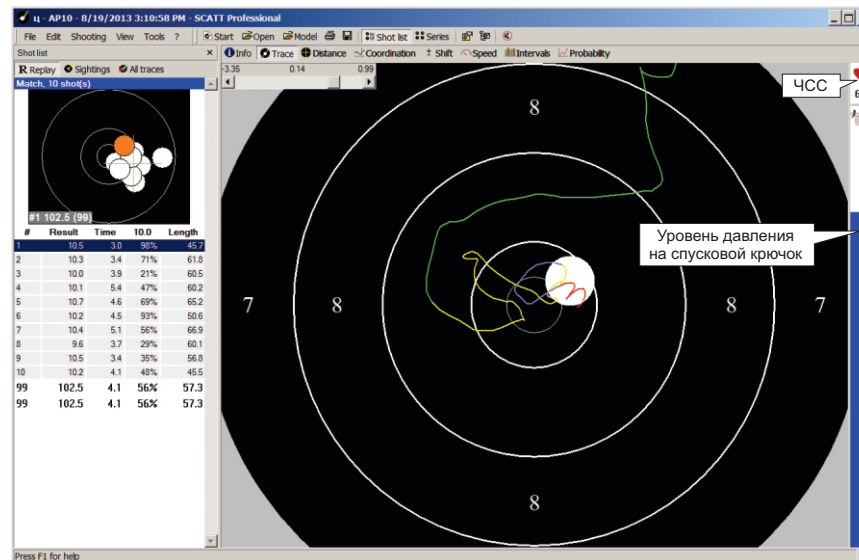 ц - AP10 - 8/19/2013 3:10:58 PM - SCATT Professional
File Edit Shooting View Tools ? Start Open Model Shot list Series
Shot list × Info Trace Distance Coordination Shift Speed Intervals Probability
R Replay Sightings All traces
-3.35 0.14 0.99
Match, 10 shot(s)
#1 102.5 (99)
# Result Time 10.0 Length
1 10.5 3.0 98% 45.7
2 10.3 3.4 71% 61.8
3 10.0 3.9 21% 60.5
4 10.1 5.4 47% 60.2
5 10.7 4.6 69% 65.2
6 10.2 4.5 93% 50.6
7 10.4 5.1 56% 66.9
8 9.6 3.7 29% 60.1
9 10.5 3.4 35% 56.8
10 10.2 4.1 48% 45.5
99 102.5 4.1 56% 57.3
99 102.5 4.1 56% 57.3
8
7 8 8 7
8
ЧСС
6
Уровень давления
на спусковой крючок
Press F1 for help